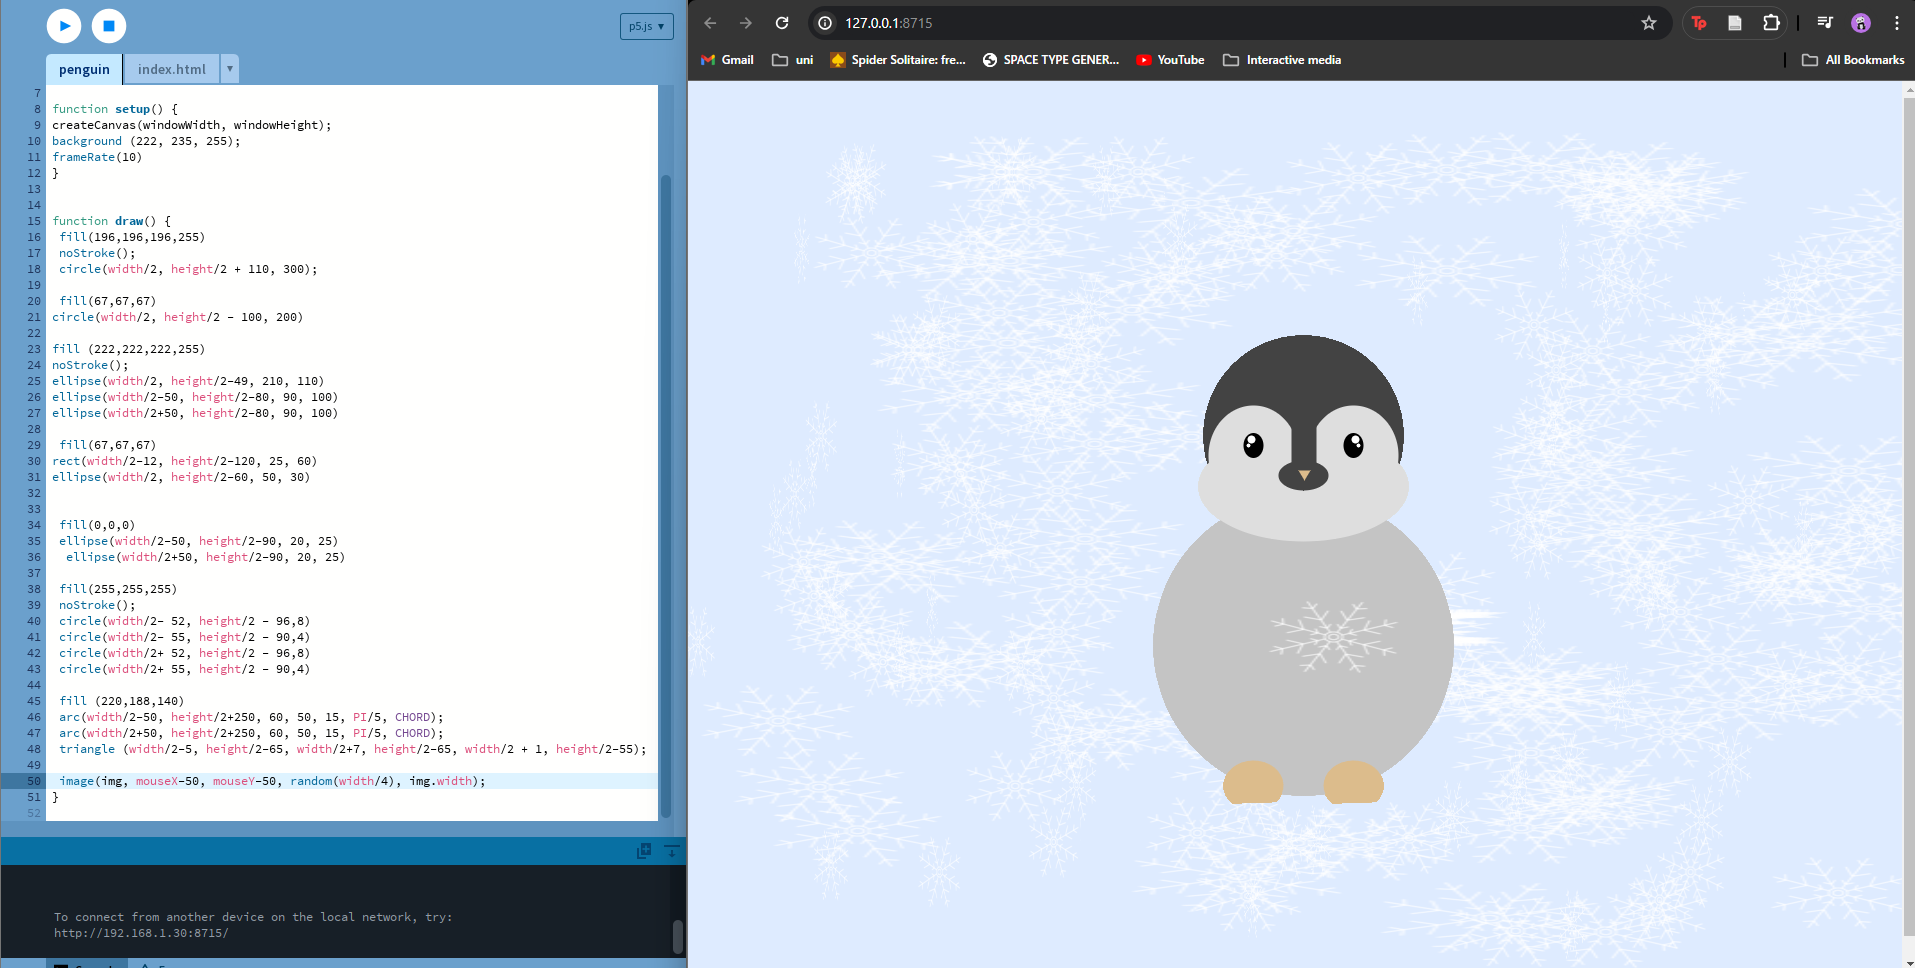 p5.js ▾
penguin
index.html
▾
7
8 function setup() {
9 createCanvas(windowWidth, windowHeight);
10 background (222, 235, 255);
11 frameRate(10)
12 }
13
14
15 function draw() {
16 fill(196,196,196,255)
17 noStroke();
18 circle(width/2, height/2 + 110, 300);
19
20 fill(67,67,67)
21 circle(width/2, height/2 - 100, 200)
22
23 fill (222,222,222,255)
24 noStroke();
25 ellipse(width/2, height/2-49, 210, 110)
26 ellipse(width/2-50, height/2-80, 90, 100)
27 ellipse(width/2+50, height/2-80, 90, 100)
28
29 fill(67,67,67)
30 rect(width/2-12, height/2-120, 25, 60)
31 ellipse(width/2, height/2-60, 50, 30)
32
33
34 fill(0,0,0)
35 ellipse(width/2-50, height/2-90, 20, 25)
36 ellipse(width/2+50, height/2-90, 20, 25)
37
38 fill(255,255,255)
39 noStroke();
40 circle(width/2- 52, height/2 - 96,8)
41 circle(width/2- 55, height/2 - 90,4)
42 circle(width/2+ 52, height/2 - 96,8)
43 circle(width/2+ 55, height/2 - 90,4)
44
45 fill (220,188,140)
46 arc(width/2-50, height/2+250, 60, 50, 15, PI/5, CHORD);
47 arc(width/2+50, height/2+250, 60, 50, 15, PI/5, CHORD);
48 triangle (width/2-5, height/2-65, width/2+7, height/2-65, width/2 + 1, height/2-55);
49
50 image(img, mouseX-50, mouseY-50, random(width/4), img.width);
51 }
52
To connect from another device on the local network, try:
http://192.168.1.30:8715/
127.0.0.1:8715
Tp
Gmail
uni
Spider Solitaire: fre...
SPACE TYPE GENER...
YouTube
Interactive media
All Bookmarks